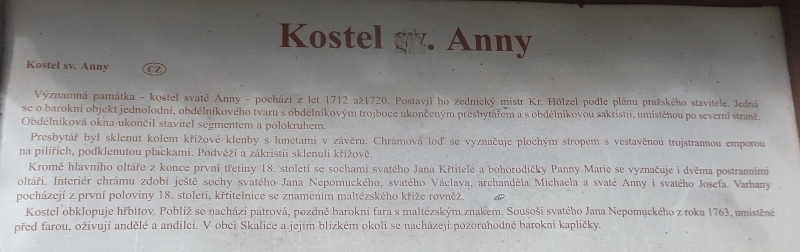 Kostel sv. Anny
Kostel sv. Anny CZ
Významná památka - kostel svaté Anny - pochází z let 1712 až1720. Postavil ho zednický mistr Kr. Hölzel podle plánu pražského stavitele. Jedná
se o barokní objekt jednolodní, obdélníkového tvaru s obdélníkovým trojboce ukončeným presbytářem a s obdélníkovou sakristií, umístěnou po severní straně.
Obdélníková okna ukončil stavitel segmentem a polokruhem.
Presbytář byl sklenut kolem křížové klenby s lunetami v závěru. Chrámová loď se vyznačuje plochým stropem s vestavěnou trojstrannou emporou
na pilířích, podklenutou plackami. Podvěží a zákristii sklenuli křížově.
Kromě hlavního oltáře z konce první třetiny 18. století se sochami svatého Jana Křtitele a bohorodičky Panny Marie se vyznačuje i dvěma postranními
oltáři. Interiér chrámu zdobí ještě sochy svatého Jana Nepomuckého, svatého Václava, archanděla Michaela a svaté Anny i svatého Josefa. Varhany
pocházejí z první poloviny 18. století, křtitelnice se znamením maltézského kříže rovněž.
Kostel obklopuje hřbitov. Poblíž se nachází patrová, pozdně barokní fara s maltézským znakem. Sousoší svatého Jana Nepomuckého z roku 1763, umístěné
před farou, oživují andělé a andílci. V obci Skalice a jejím blízkém okolí se nacházejí pozoruhodné barokní kapličky.